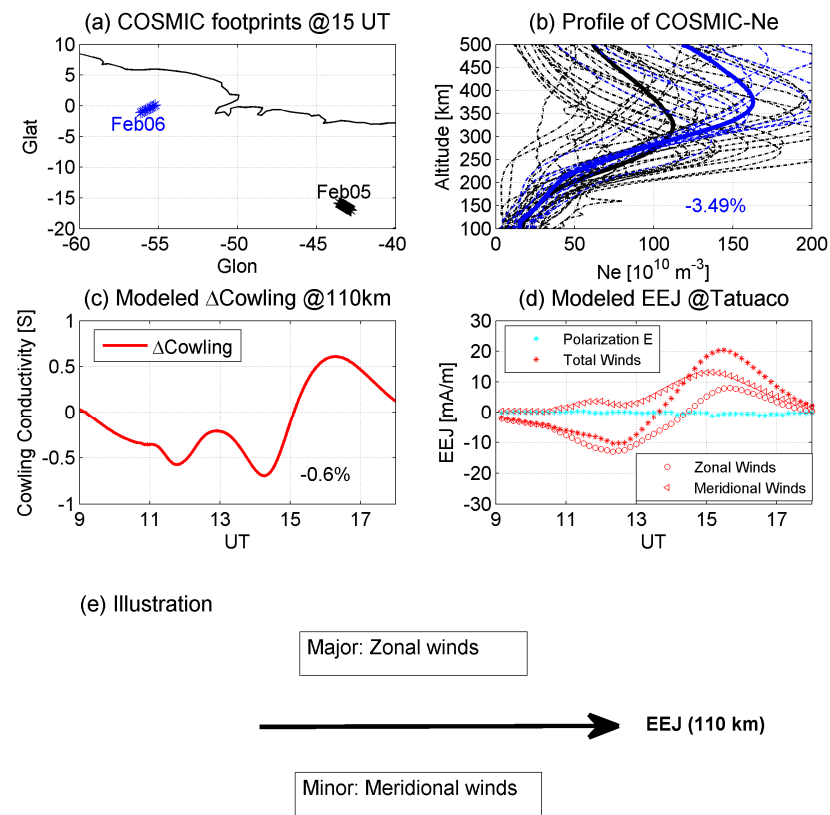 (a) COSMIC footprints @15 UT
10
5
0
-5
-10
-15
-20
Glat
Feb06
Feb05
-60
-55
-50
-45
-40
Glon
(b) Profile of COSMIC-Ne
500
450
400
350
300
250
200
150
100
Altitude [km]
-3.49%
0
50
100
150
200
Ne [10^10 m^-3]
(c) Modeled ΔCowling @110km
1
0.5
0
-0.5
-1
Cowling Conductivity [S]
ΔCowling
-0.6%
9
11
13
15
17
UT
(d) Modeled EEJ @Tatuaco
30
20
10
0
-10
-20
-30
EEJ [mA/m]
Polarization E
Total Winds
Zonal Winds
Meridional Winds
9
11
13
15
17
UT
(e) Illustration
Major: Zonal winds
EEJ (110 km)
Minor: Meridional winds